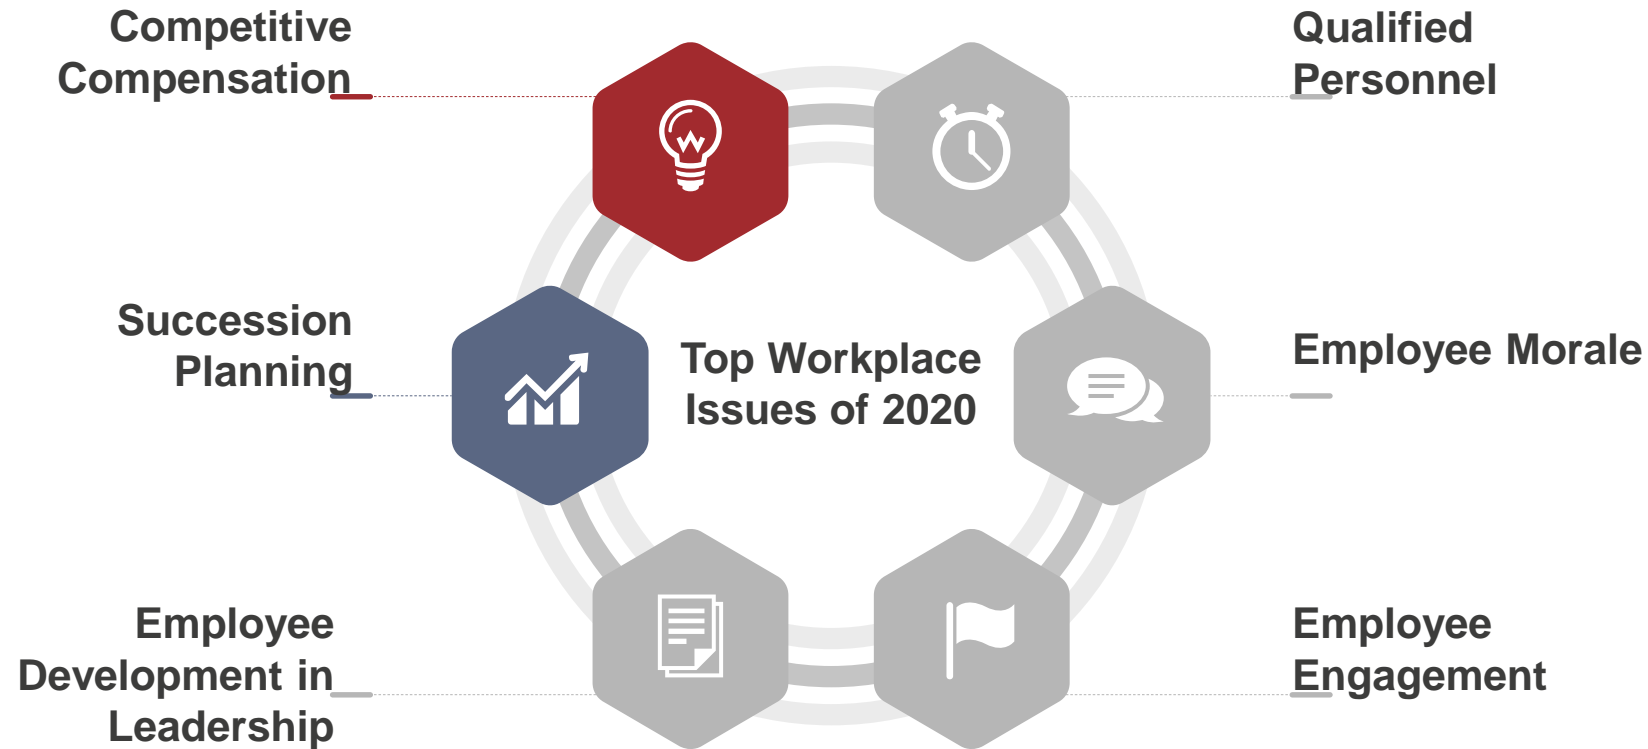 Competitive
Compensation
Qualified
Personnel
Succession
Planning
Top Workplace
Issues of 2020
Employee Morale
Employee
Development in
Leadership
Employee
Engagement